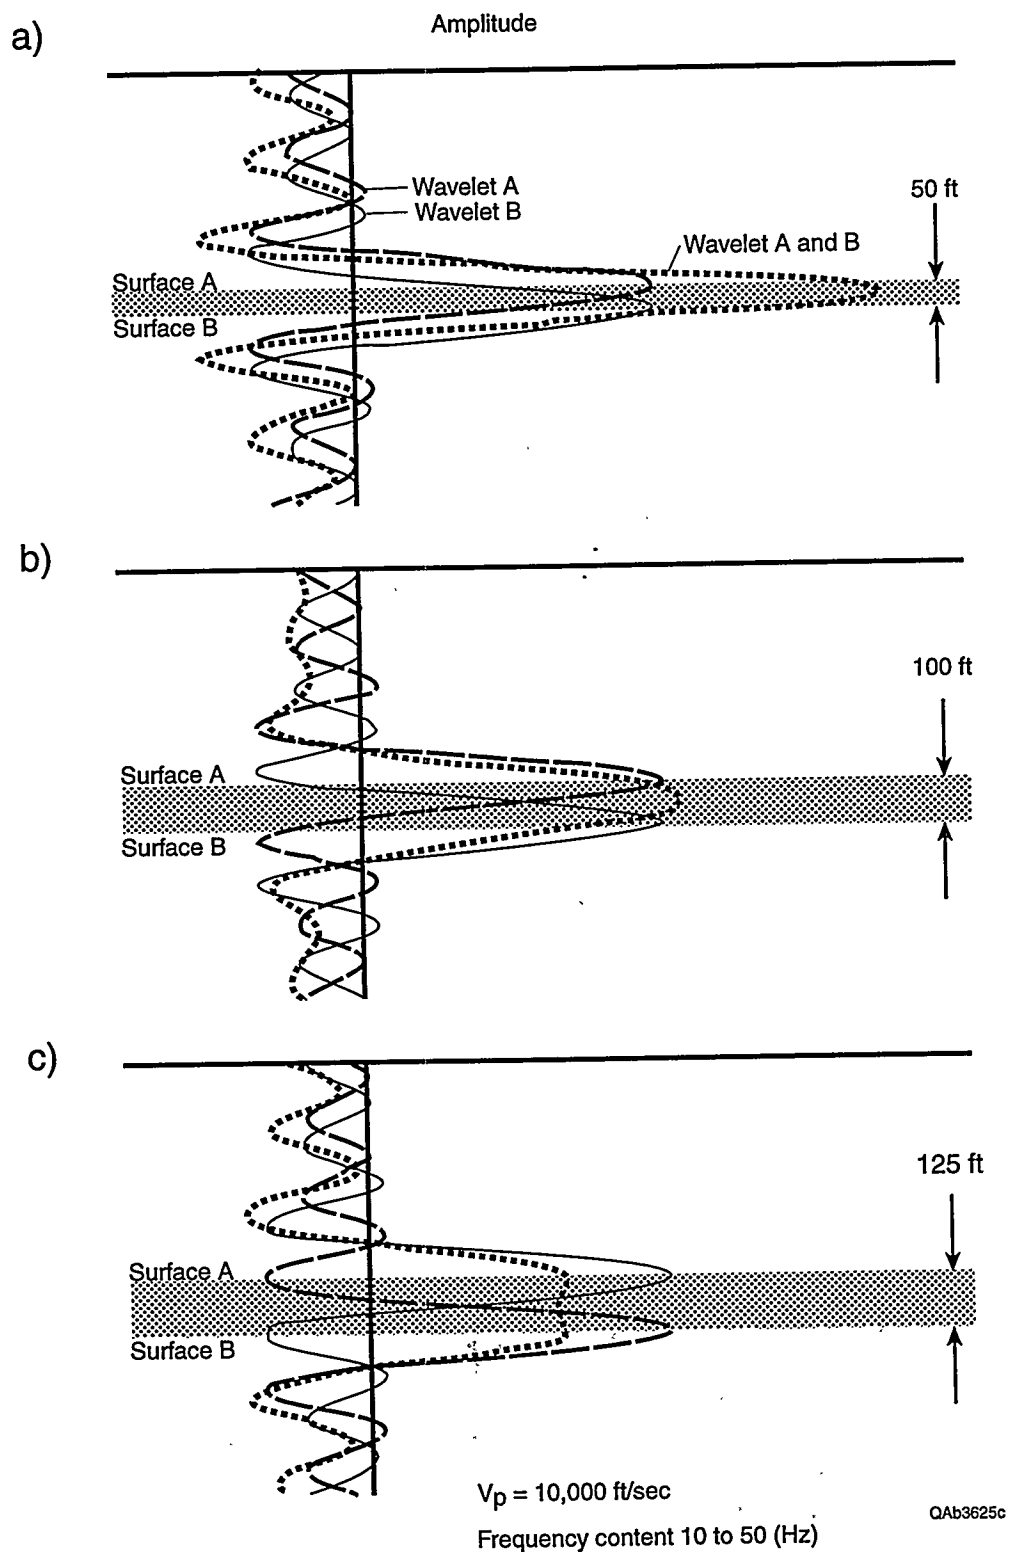 a)
Amplitude
Wavelet A
Wavelet B
50 ft
Wavelet A and B
Surface A
Surface B
b)
100 ft
Surface A
Surface B
c)
125 ft
Surface A
Surface B
Vp = 10,000 ft/sec
Frequency content 10 to 50 (Hz)
QAb3625c